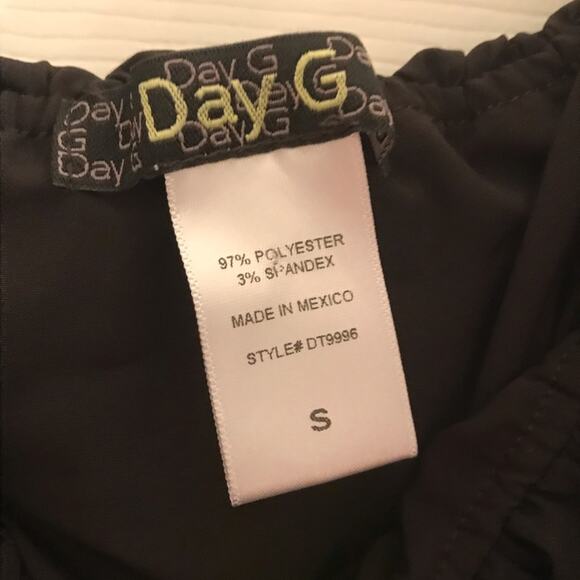 Day G
97% POLYESTER
3% SPANDEX
MADE IN MEXICO
STYLE# DT9996
S